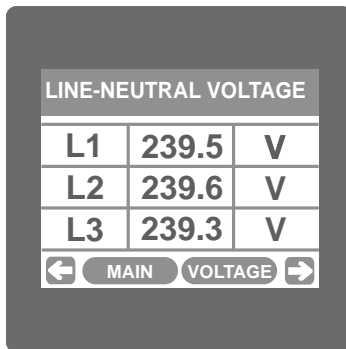 LINE-NEUTRAL VOLTAGE
L1 239.5 V
L2 239.6 V
L3 239.3 V
MAIN VOLTAGE